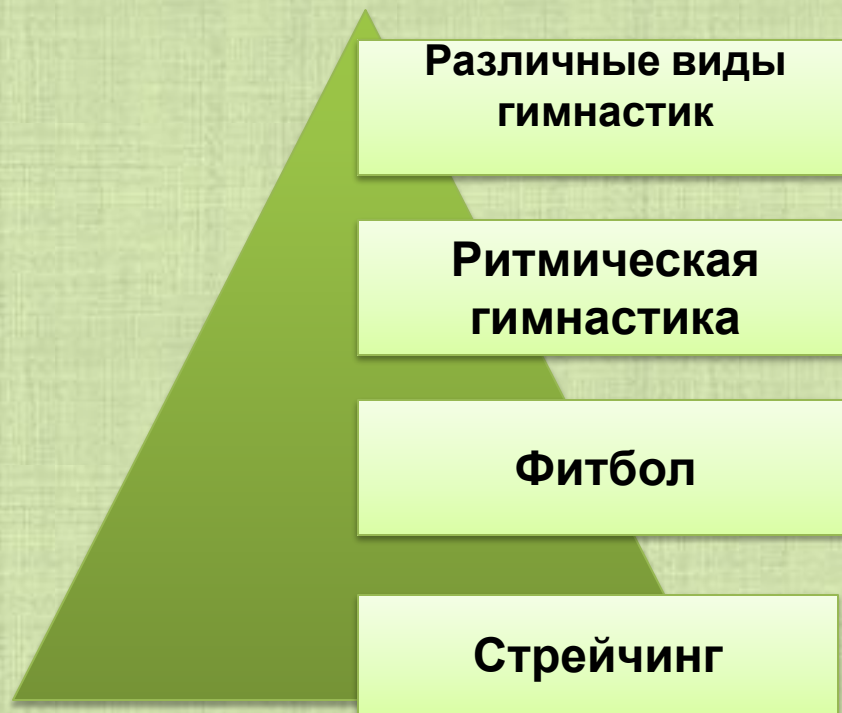 Различные виды
гимнастик
Ритмическая
гимнастика
Фитбол
Стрейчинг